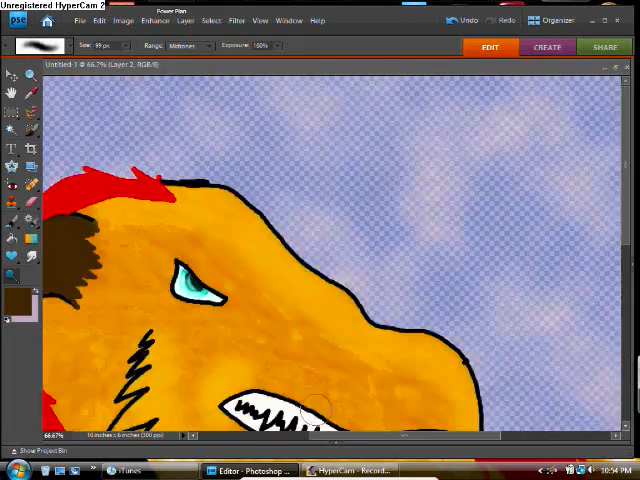 Unregistered HyperCam 2
Power Plan
pse
File Edit Image Enhance Layer Select Filter View Window Help
Undo Redo Organizer
Size: 99 px Range: Midtones Exposure: 100%
EDIT CREATE SHARE
Untitled-1 @ 66.7% (Layer 2, RGB/8)
T
66.67% 10 inches x 6 inches (300 ppi)
Show Project Bin
iTunes Editor - Photoshop ... HyperCam - Record... 10:54 PM